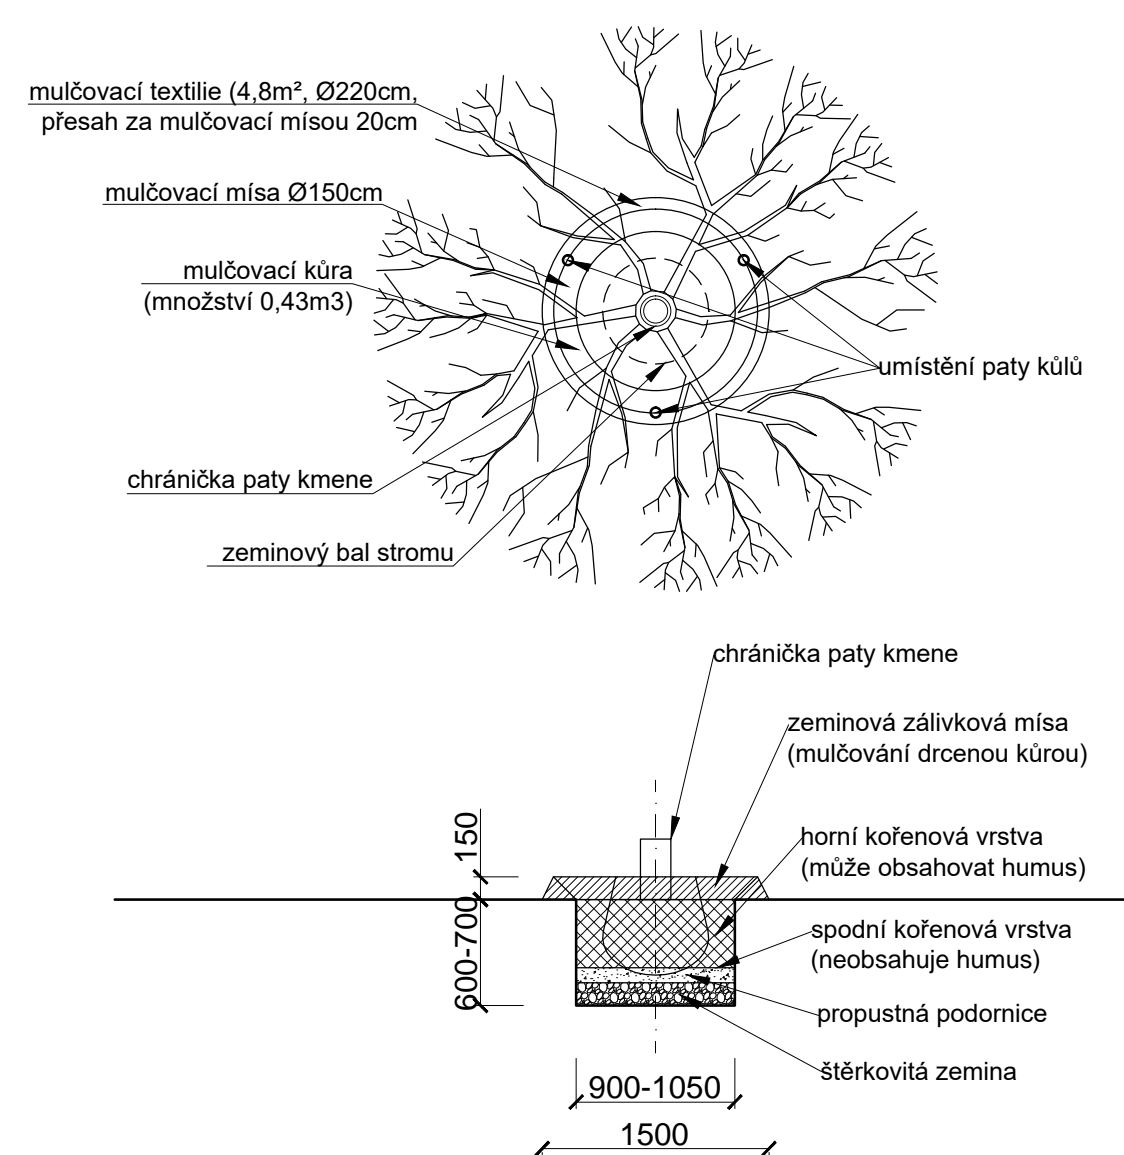 mulčovací textilie (4,8m², Ø220cm,
přesah za mulčovací mísou 20cm
mulčovací mísa Ø150cm
mulčovací kůra
(množství 0,43m3)
umístění paty kůlů
chránička paty kmene
zeminový bal stromu
chránička paty kmene
zeminová zálivková mísa
(mulčování drcenou kůrou)
150
horní kořenová vrstva
(může obsahovat humus)
600-700
spodní kořenová vrstva
(neobsahuje humus)
propustná podornice
štěrkovitá zemina
900-1050
1500